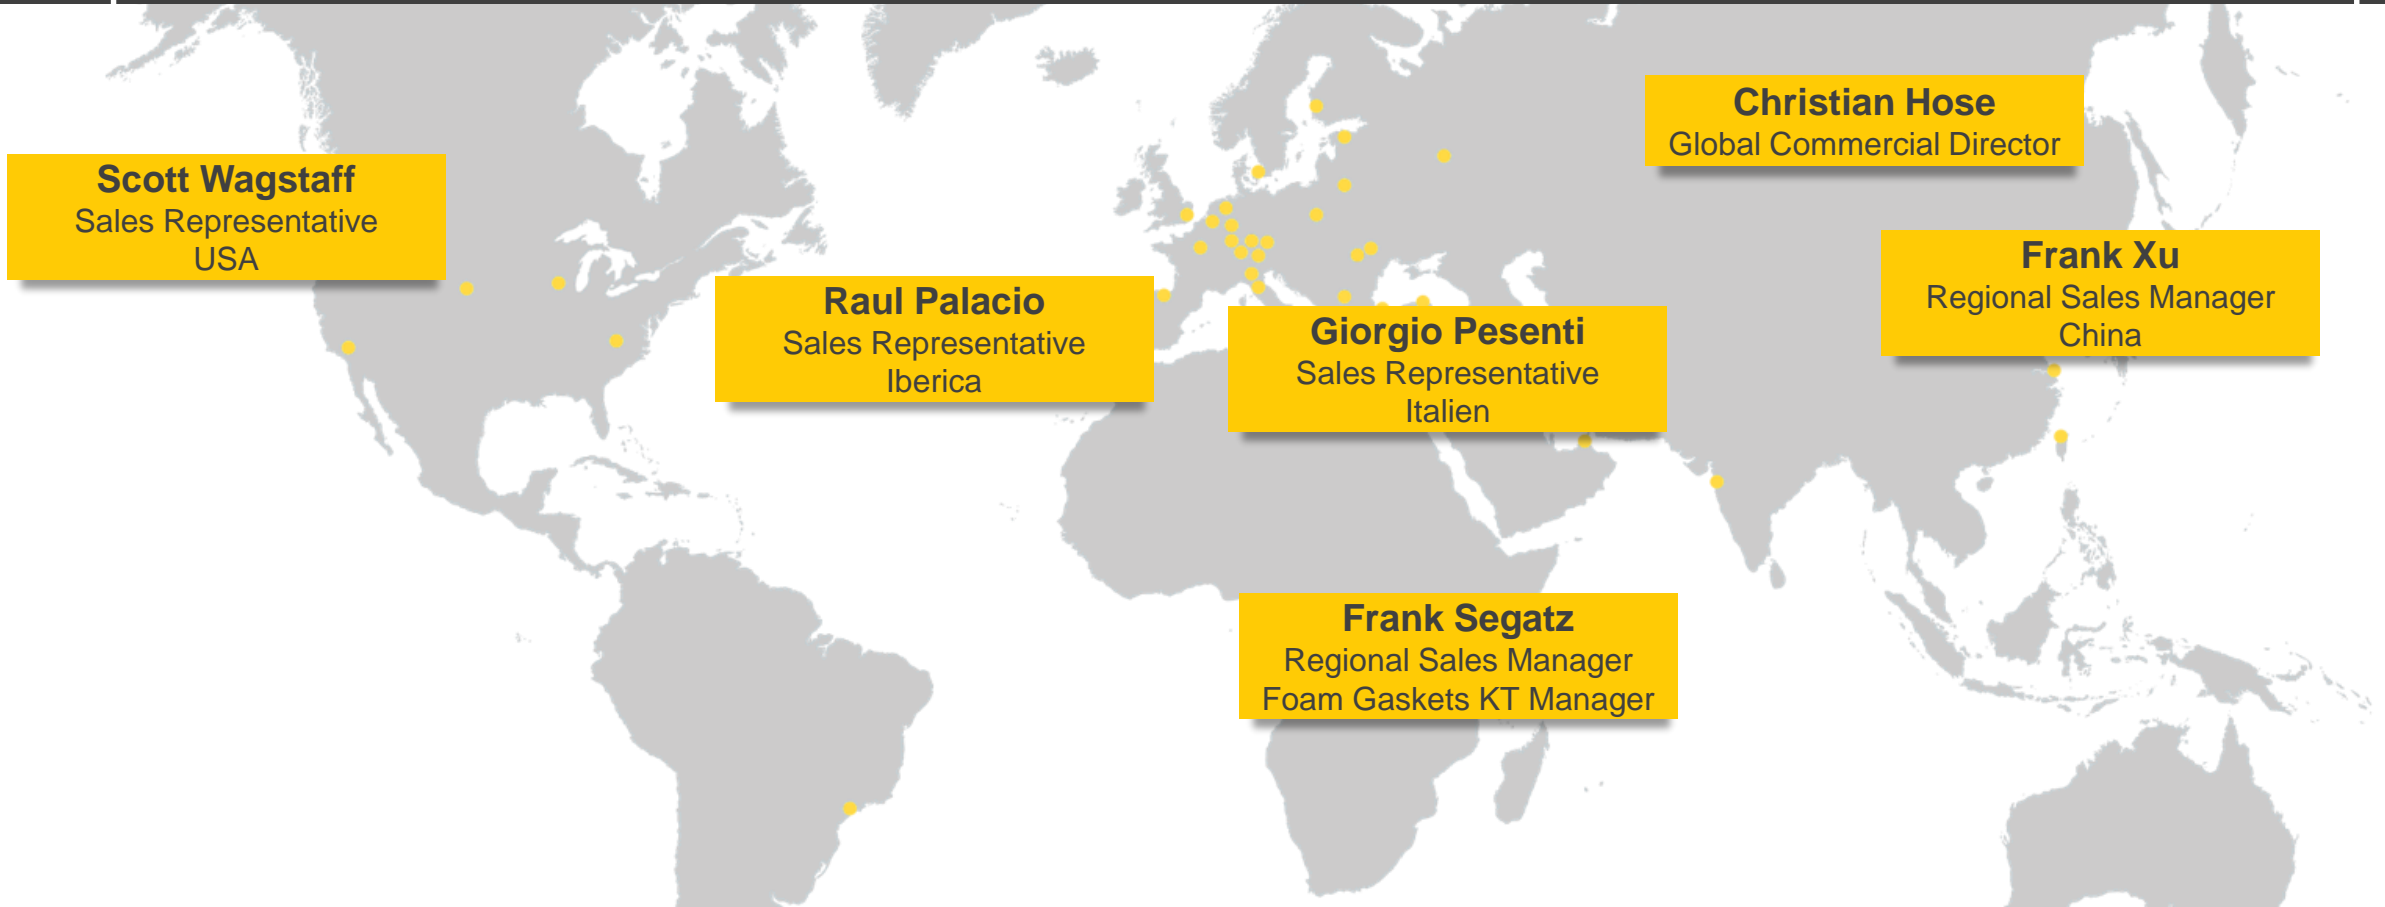 Christian Hose
Global Commercial Director
Scott Wagstaff
Sales Representative
USA
Frank Xu
Regional Sales Manager
China
Raul Palacio
Sales Representative
Iberica
Giorgio Pesenti
Sales Representative
Italien
Frank Segatz
Regional Sales Manager
Foam Gaskets KT Manager